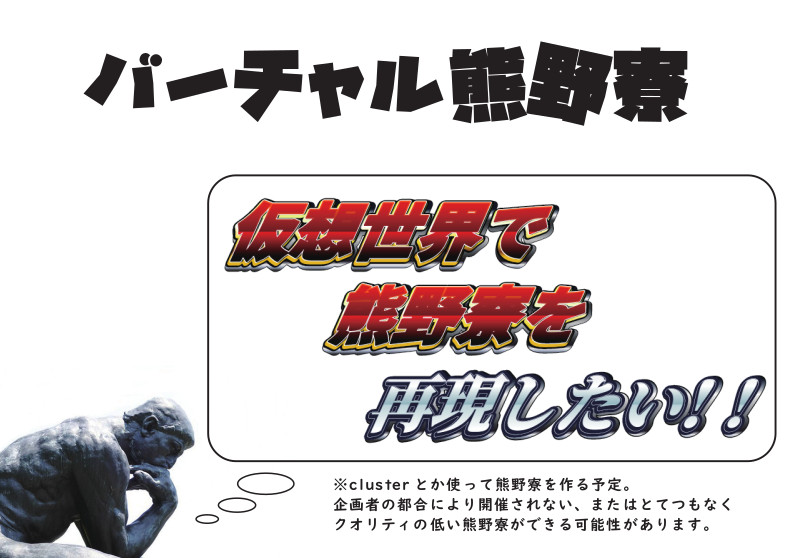 バーチャル熊野寮
仮想世界で
熊野寮を
再現したい！！
※clusterとか使って熊野寮を作る予定。
企画者の都合により開催されない、またはとてつもなく
クオリティの低い熊野寮ができる可能性があります。